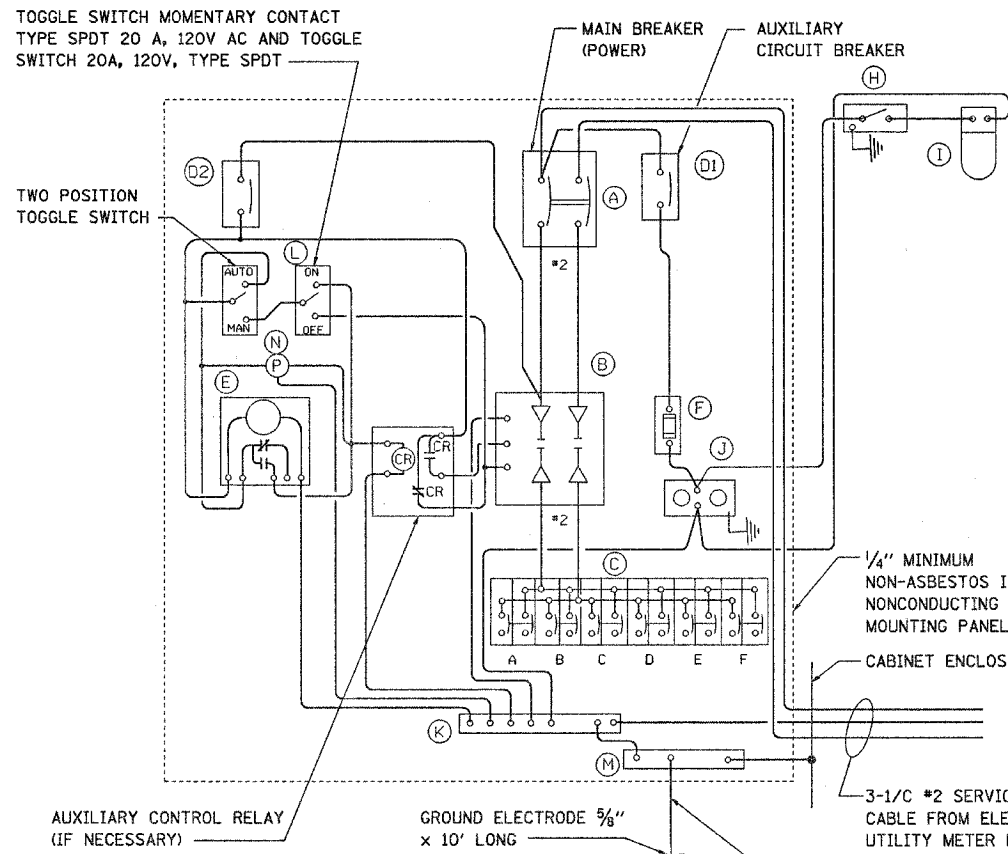 TOGGLE SWITCH MOMENTARY CONTACT
TYPE SPDT 20 A, 120V AC AND TOGGLE
SWITCH 20A, 120V, TYPE SPDT
MAIN BREAKER
(POWER)
AUXILIARY
CIRCUIT BREAKER
H
I
D2
D1
A
TWO POSITION
TOGGLE SWITCH
L
AUTO
ON
#2
MAN
OFF
N
P
E
B
F
J
CR
CR
CR
#2
C
1/4" MINIMUM
NON-ASBESTOS I
NONCONDUCTING
MOUNTING PANEL
A B C D E F
CABINET ENCLOS
K
M
AUXILIARY CONTROL RELAY
(IF NECESSARY)
GROUND ELECTRODE 5/8"
x 10' LONG
3-1/C #2 SERVIC
CABLE FROM ELE
UTILITY METER